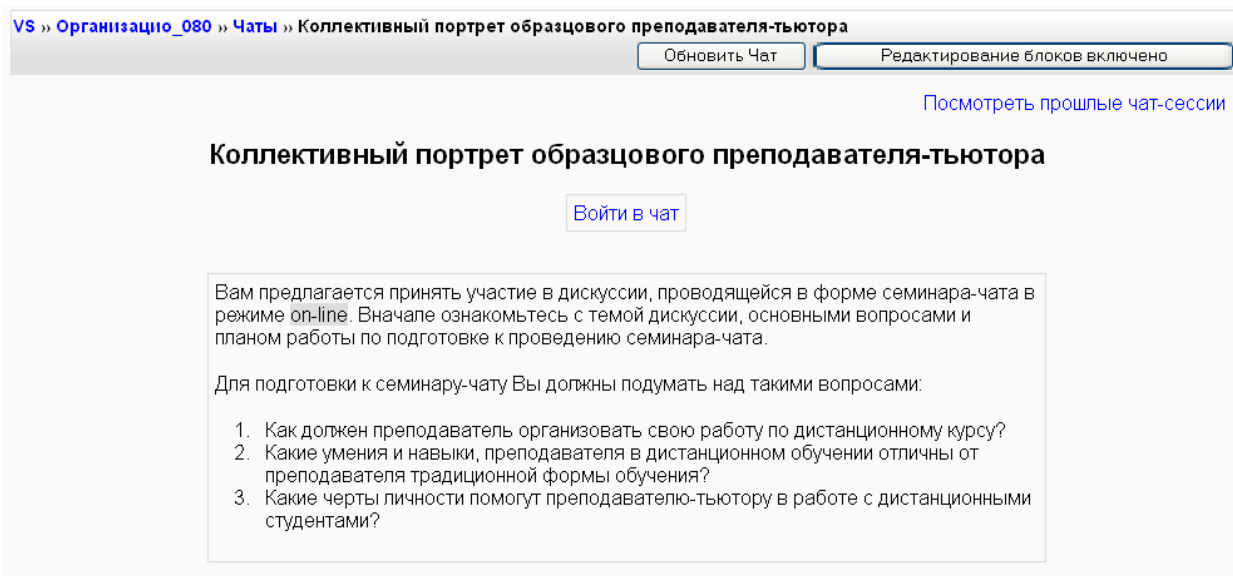 VS » Организацио_080 » Чаты » Коллективный портрет образцового преподавателя-тьютора
Обновить Чат
Редактирование блоков включено
Посмотреть прошлые чат-сессии
Коллективный портрет образцового преподавателя-тьютора
Войти в чат
Вам предлагается принять участие в дискуссии, проводящейся в форме семинара-чата в
режиме on-line. Вначале ознакомьтесь с темой дискуссии, основными вопросами и
планом работы по подготовке к проведению семинара-чата.
Для подготовки к семинару-чату Вы должны подумать над такими вопросами:
1. Как должен преподаватель организовать свою работу по дистанционному курсу?
2. Какие умения и навыки, преподавателя в дистанционном обучении отличны от
преподавателя традиционной формы обучения?
3. Какие черты личности помогут преподавателю-тьютору в работе с дистанционными
студентами?